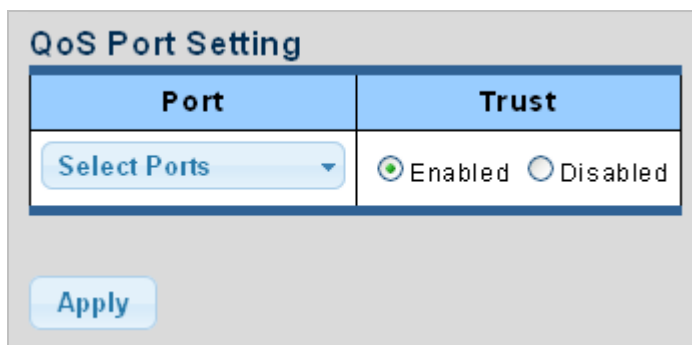 QoS Port Setting
Port Trust
Select Ports Enabled Disabled
Apply